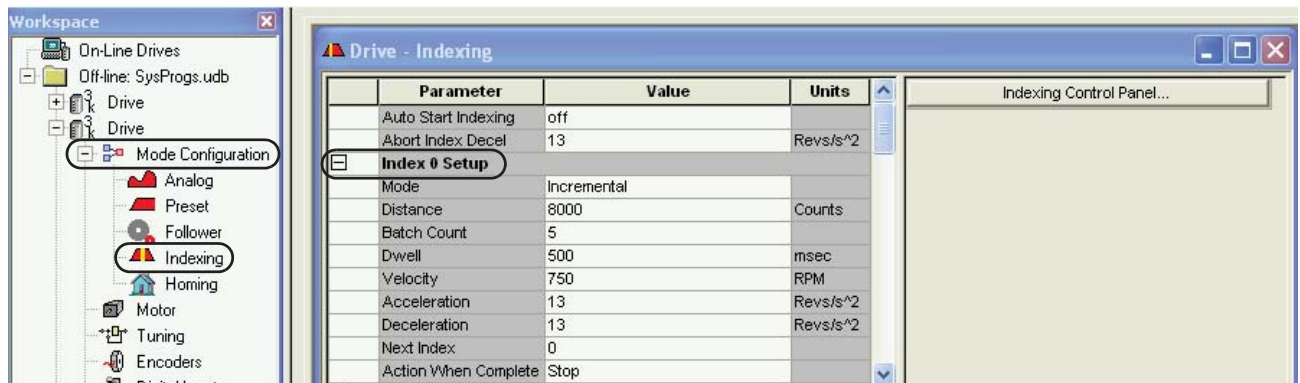 Workspace
On-Line Drives
Off-line: SysProgs.udb
3k Drive
3k Drive
Mode Configuration
Analog
Preset
Follower
Indexing
Homing
Motor
Tuning
Encoders
Drive - Indexing
Parameter Value Units
Auto Start Indexing off
Abort Index Decel 13 Revs/s^2
Index 0 Setup
Mode Incremental
Distance 8000 Counts
Batch Count 5
Dwell 500 msec
Velocity 750 RPM
Acceleration 13 Revs/s^2
Deceleration 13 Revs/s^2
Next Index 0
Action When Complete Stop
Indexing Control Panel...